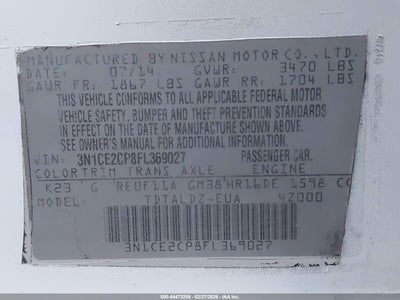 MANUFACTURED BY NISSAN MOTOR CO., LTD.
DATE: 07/14 GVWR: 3470 LBS
GAWR FR: 1867 LBS GAWR RR: 1704 LBS
THIS VEHICLE CONFORMS TO ALL APPLICABLE
FEDERAL MOTOR VEHICLE
SAFETY, BUMPER AND THEFT PREVENTION STANDARDS
IN EFFECT ON THE DATE OF MANUFACTURE SHOWN ABOVE.
SEE OWNER'S MANUAL FOR ADDITIONAL INFORMATION.
VIN: 3N1CE2CP8FL369027 PASSENGER CAR
COLOR TRIM TRANS AXLE ENGINE
K23 G RE0F11A GM38 HR16DE 1598 CC
MODEL TDTALDZ-EUA 42000
3N1CE2CP8FL369027
500 - 44473288 - 02/27/2026 - IAA